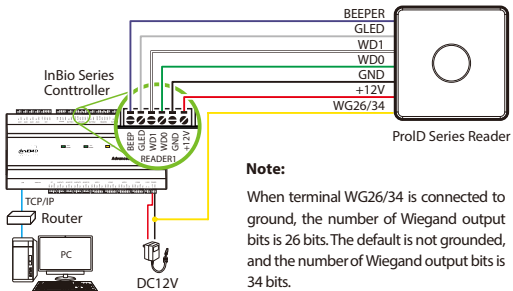 BEEPER
GLED
WD1
WD0
GND
+12V
WG26/34
InBio Series
Conttroller
BEEP
GLED
WD1
WD0
GND
+12V
READER1
ProID Series Reader
TCP/IP
Router
PC
DC12V
Note:
When terminal WG26/34 is connected to
ground, the number of Wiegand output
bits is 26 bits. The default is not grounded,
and the number of Wiegand output bits is
34 bits.